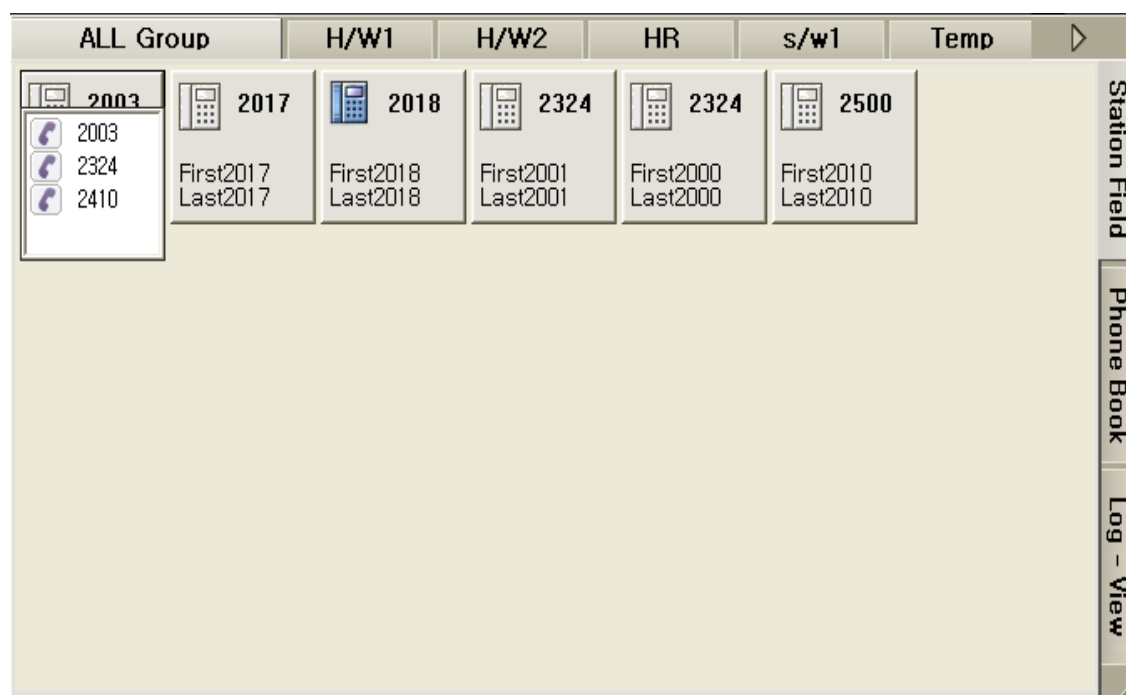 ALL Group H/W1 H/W2 HR s/w1 Temp
2003 2017 2018 2324 2324 2500
2003
2324
2410
First2017 First2018 First2001 First2000 First2010
Last2017 Last2018 Last2001 Last2000 Last2010
Station Field
Phone Book
Log - View